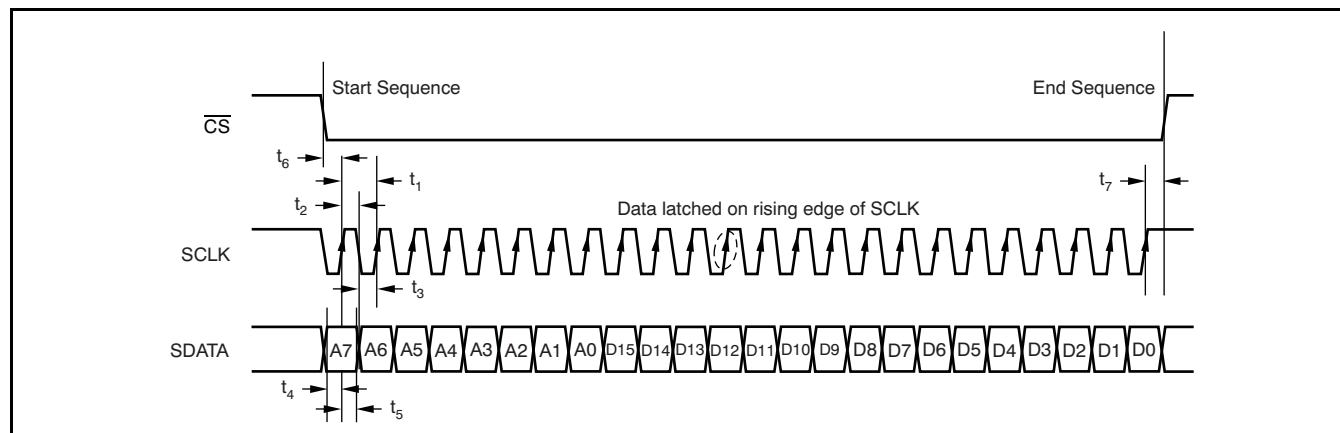 Start Sequence End Sequence
CS
t6
t1
t7
t2
Data latched on rising edge of SCLK
SCLK
t3
SDATA A7 A6 A5 A4 A3 A2 A1 A0 D15 D14 D13 D12 D11 D10 D9 D8 D7 D6 D5 D4 D3 D2 D1 D0
t4
t5